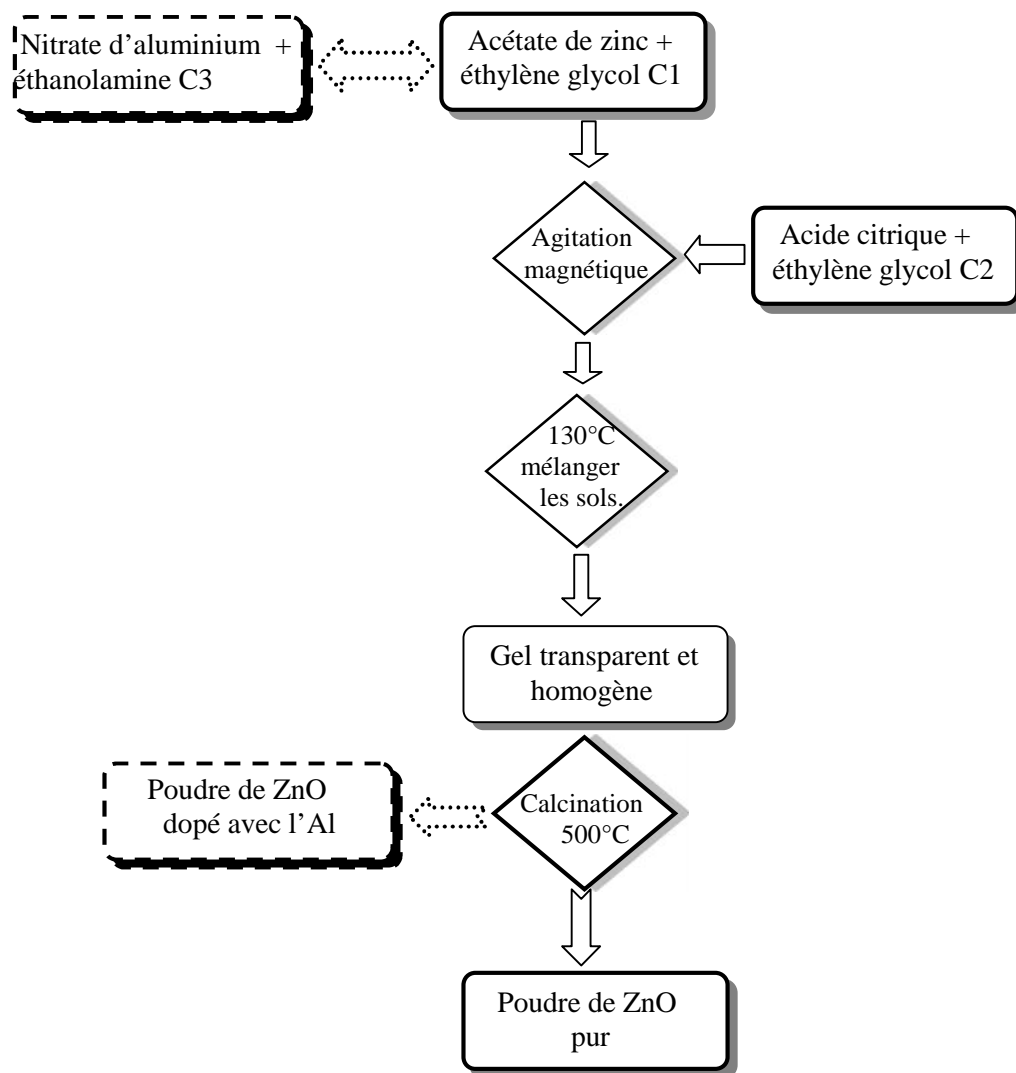 Nitrate d’aluminium +
éthanolamine C3
Acétate de zinc +
éthylène glycol C1
Agitation
magnétique
Acide citrique +
éthylène glycol C2
130°C
mélanger
les sols.
Gel transparent et
homogène
Poudre de ZnO
dopé avec l’Al
Calcination
500°C
Poudre de ZnO
pur